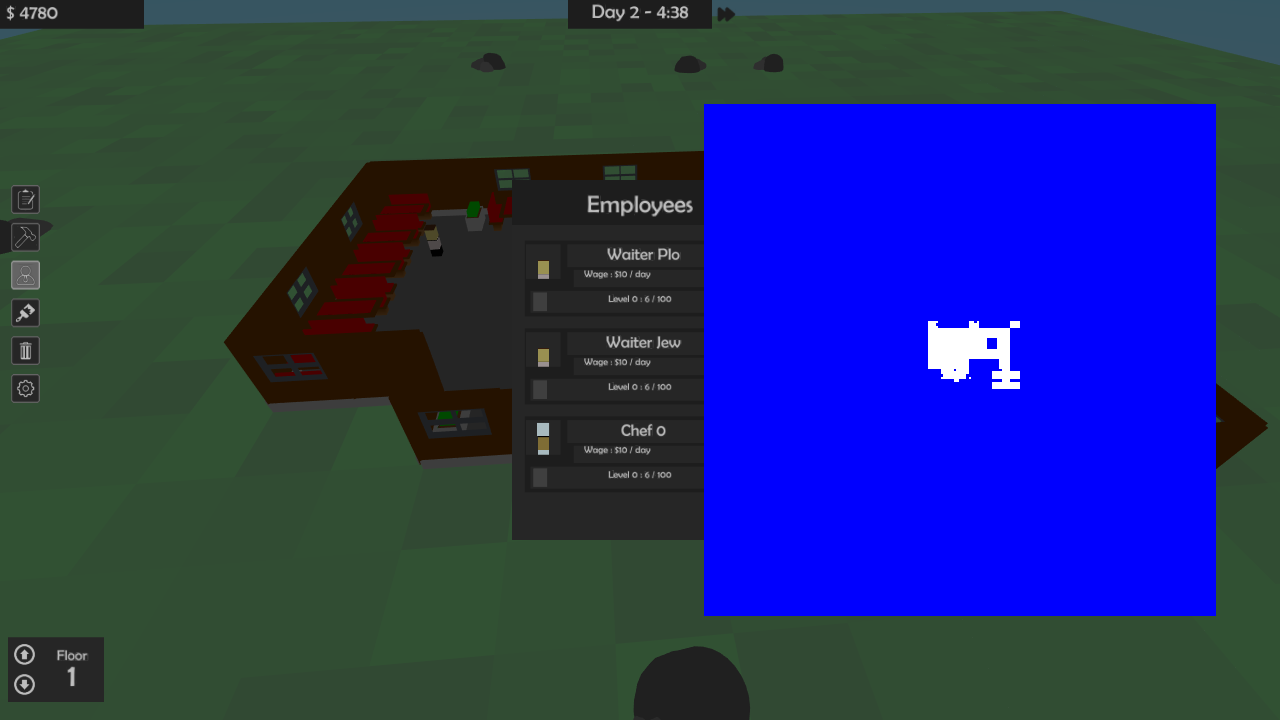 $ 4780
Day 2 - 4:38
Employees
Waiter Plo
Wage : $10 / day
Level 0 : 6 / 100
Waiter Jew
Wage : $10 / day
Level 0 : 6 / 100
Chef 0
Wage : $10 / day
Level 0 : 6 / 100
Floor
1